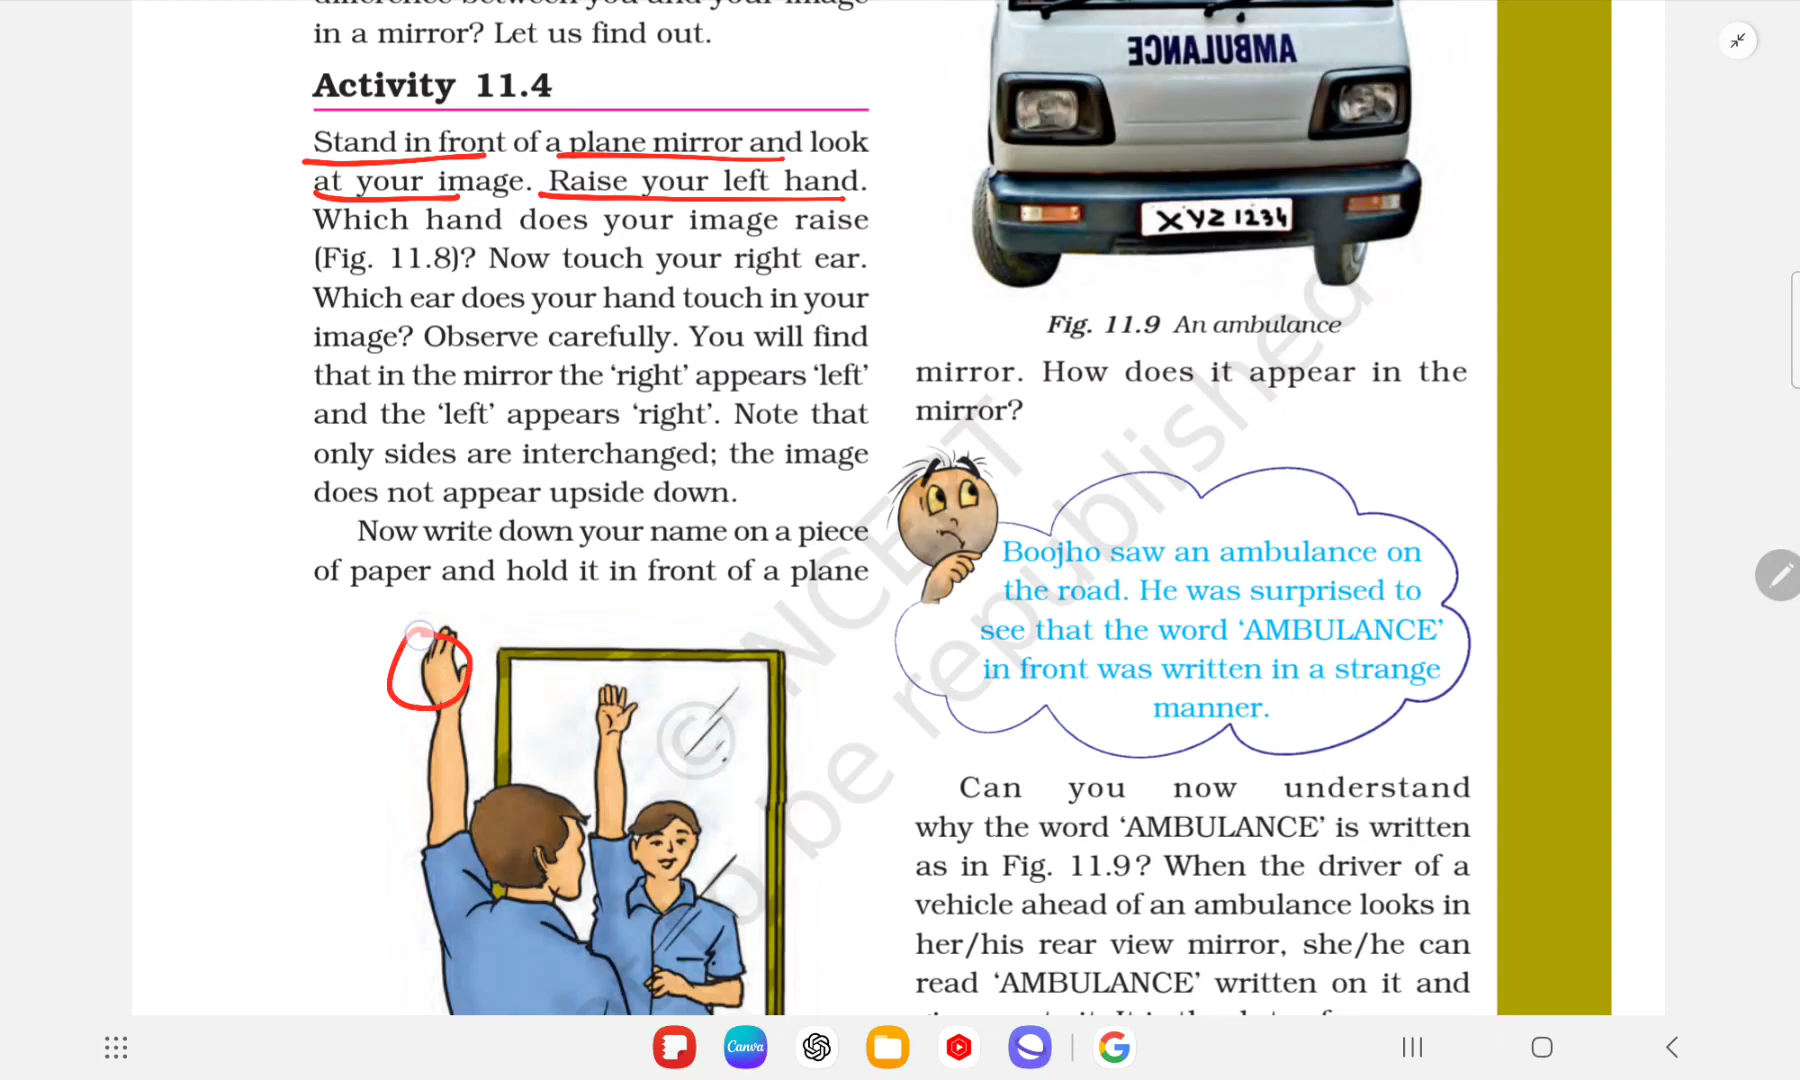 in a mirror? Let us find out.
Activity 11.4
Stand in front of a plane mirror and look
at your image. Raise your left hand.
Which hand does your image raise
(Fig. 11.8)? Now touch your right ear.
Which ear does your hand touch in your
image? Observe carefully. You will find
that in the mirror the ‘right’ appears ‘left’
and the ‘left’ appears ‘right’. Note that
only sides are interchanged; the image
does not appear upside down.
Now write down your name on a piece
of paper and hold it in front of a plane
AMBULANCE
XYZ 1234
Fig. 11.9 An ambulance
mirror. How does it appear in the
mirror?
Boojho saw an ambulance on
the road. He was surprised to
see that the word ‘AMBULANCE’
in front was written in a strange
manner.
Can you now understand
why the word ‘AMBULANCE’ is written
as in Fig. 11.9? When the driver of a
vehicle ahead of an ambulance looks in
her/his rear view mirror, she/he can
read ‘AMBULANCE’ written on it and
© NCERT
be republished
Canva